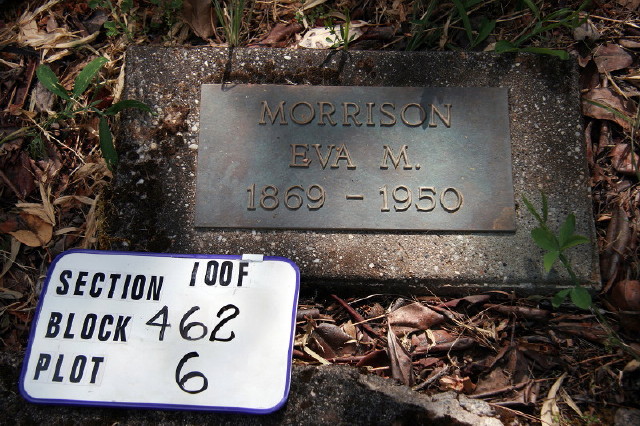 MORRISON
EVA M.
1869 - 1950
SECTION 100F
BLOCK 462
PLOT 6